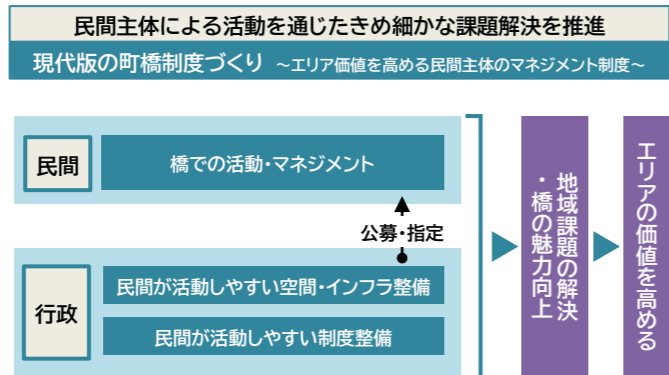 民間主体による活動を通じたきめ細かな課題解決を推進
現代版の町橋制度づくり ～エリア価値を高める民間主体のマネジメント制度～
民間
橋での活動・マネジメント
公募・指定
行政
民間が活動しやすい空間・インフラ整備
民間が活動しやすい制度整備
地域課題の解決
・橋の魅力向上
エリアの価値を高める